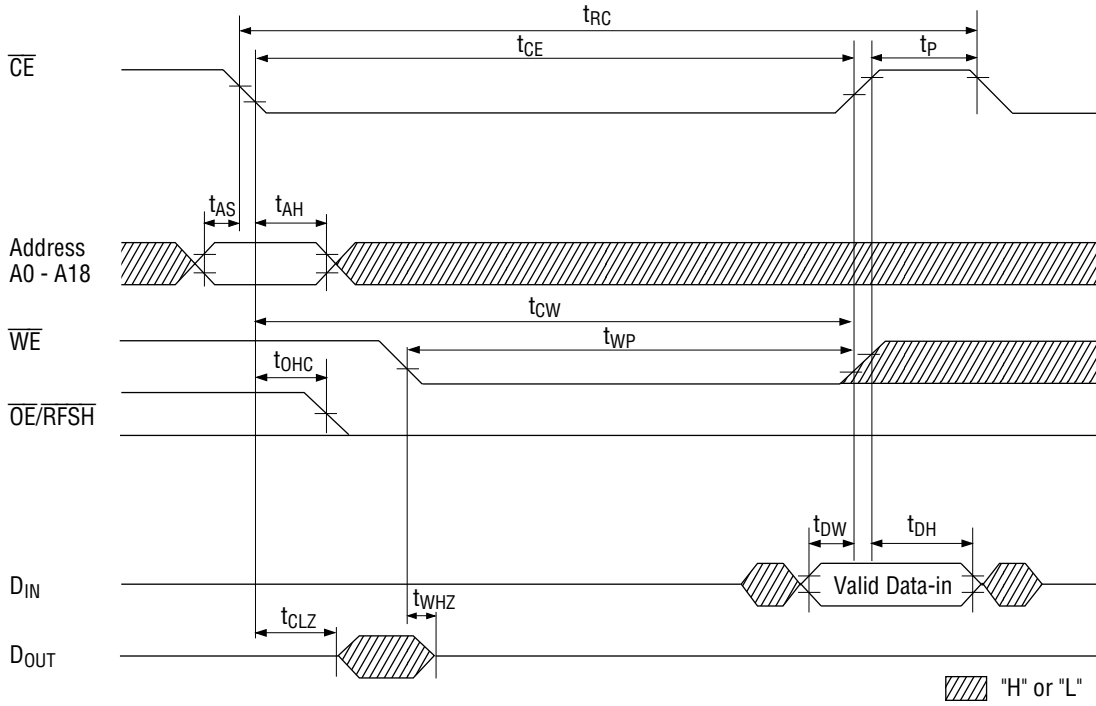 tRC
tCE
tP
CE
tAS
tAH
Address
A0 - A18
tCW
WE
tWP
tOHC
OE/RFSH
tDW
tDH
DIN
Valid Data-in
tWHZ
tCLZ
DOUT
"H" or "L"